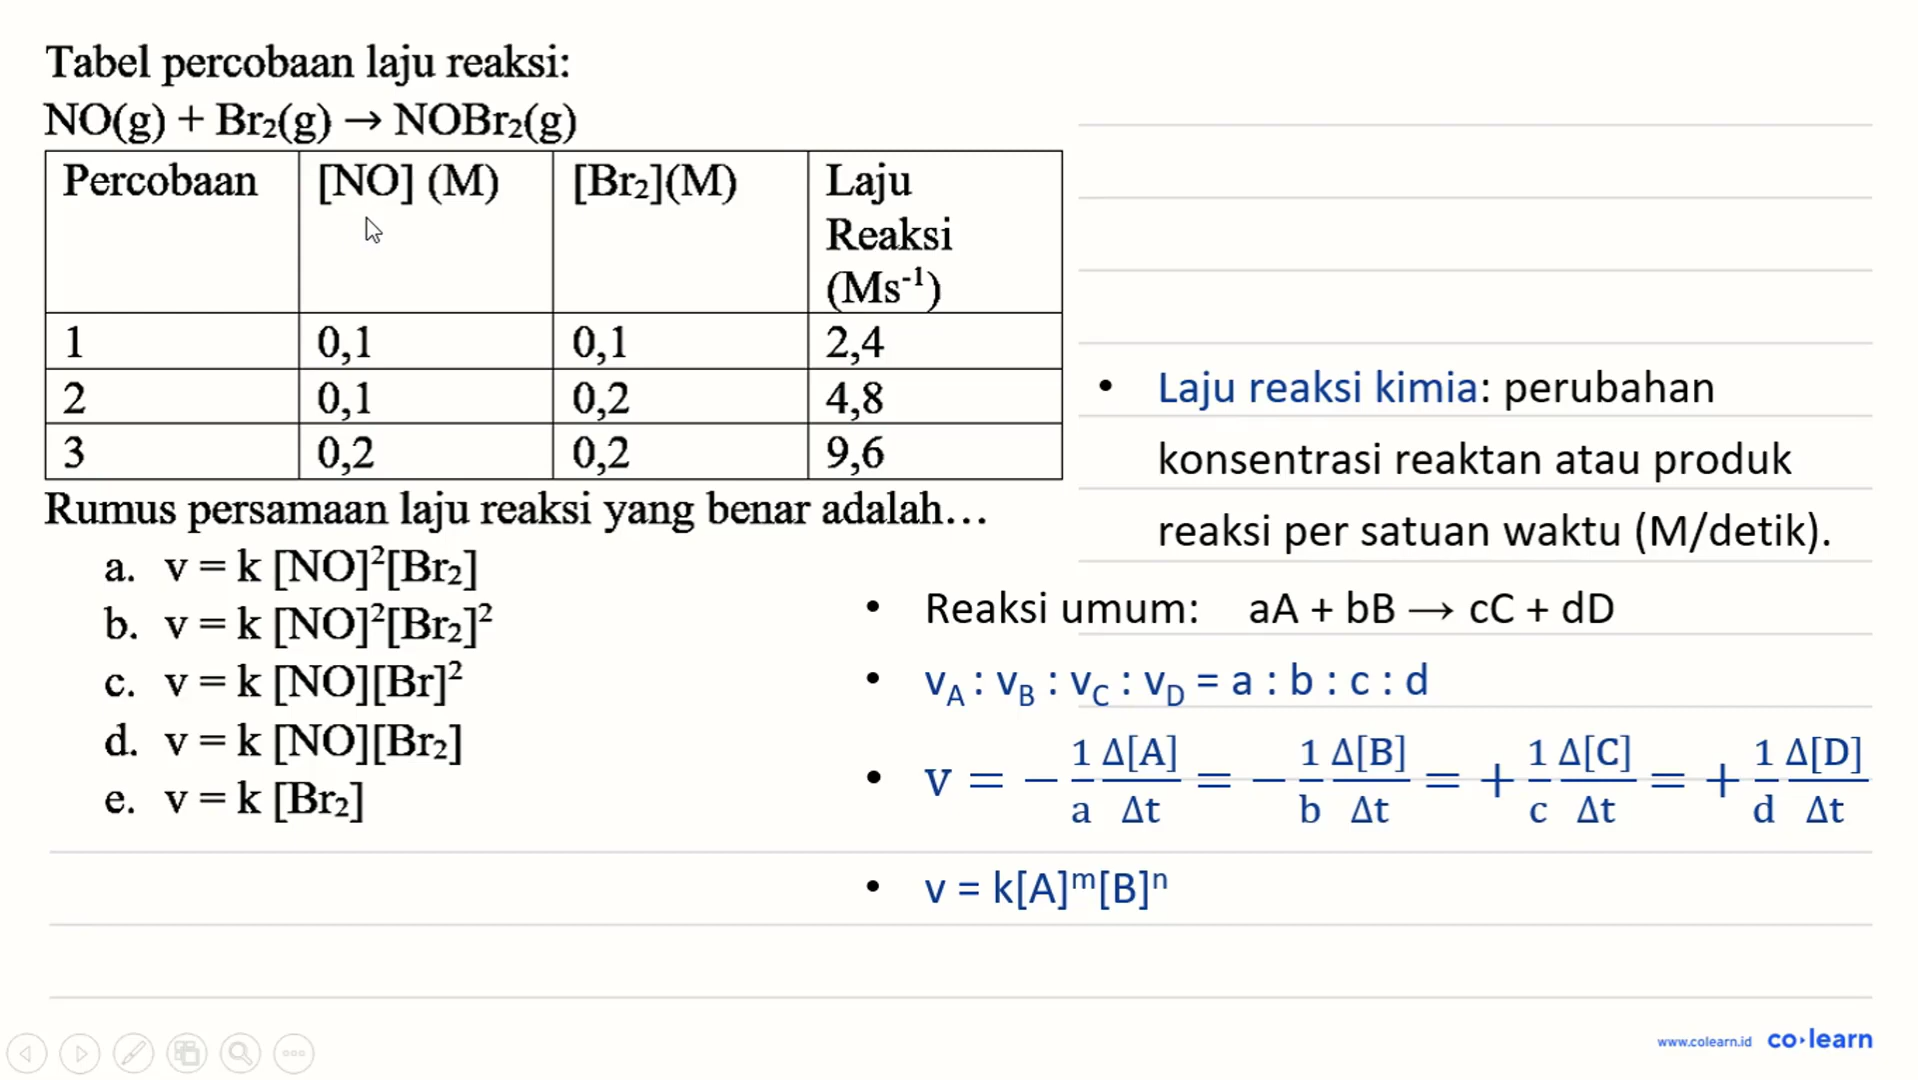 Tabel percobaan laju reaksi:
NO(g) + Br₂(g) → NOBr₂(g)
Percobaan [NO] (M) [Br₂](M) Laju Reaksi (Ms⁻¹)
1 0,1 0,1 2,4
2 0,1 0,2 4,8
3 0,2 0,2 9,6
Rumus persamaan laju reaksi yang benar adalah...
a. v = k [NO]²[Br₂]
b. v = k [NO]²[Br₂]²
c. v = k [NO][Br]²
d. v = k [NO][Br₂]
e. v = k [Br₂]
• Laju reaksi kimia: perubahan
konsentrasi reaktan atau produk
reaksi per satuan waktu (M/detik).
• Reaksi umum: aA + bB → cC + dD
• v_A : v_B : v_C : v_D = a : b : c : d
• v = − 1/a Δ[A]/Δt = − 1/b Δ[B]/Δt = + 1/c Δ[C]/Δt = + 1/d Δ[D]/Δt
• v = k[A]ᵐ[B]ⁿ
www.colearn.id co·learn